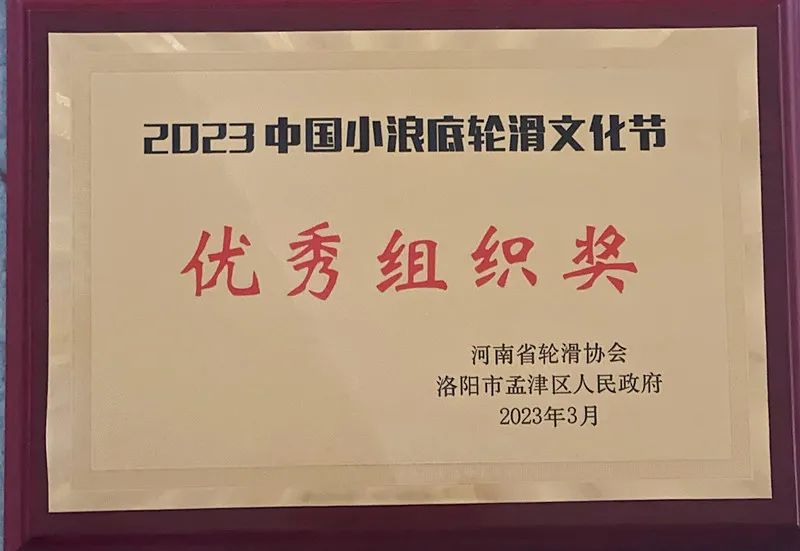 2023中国小浪底轮滑文化节
优秀组织奖
河南省轮滑协会
洛阳市孟津区人民政府
2023年3月